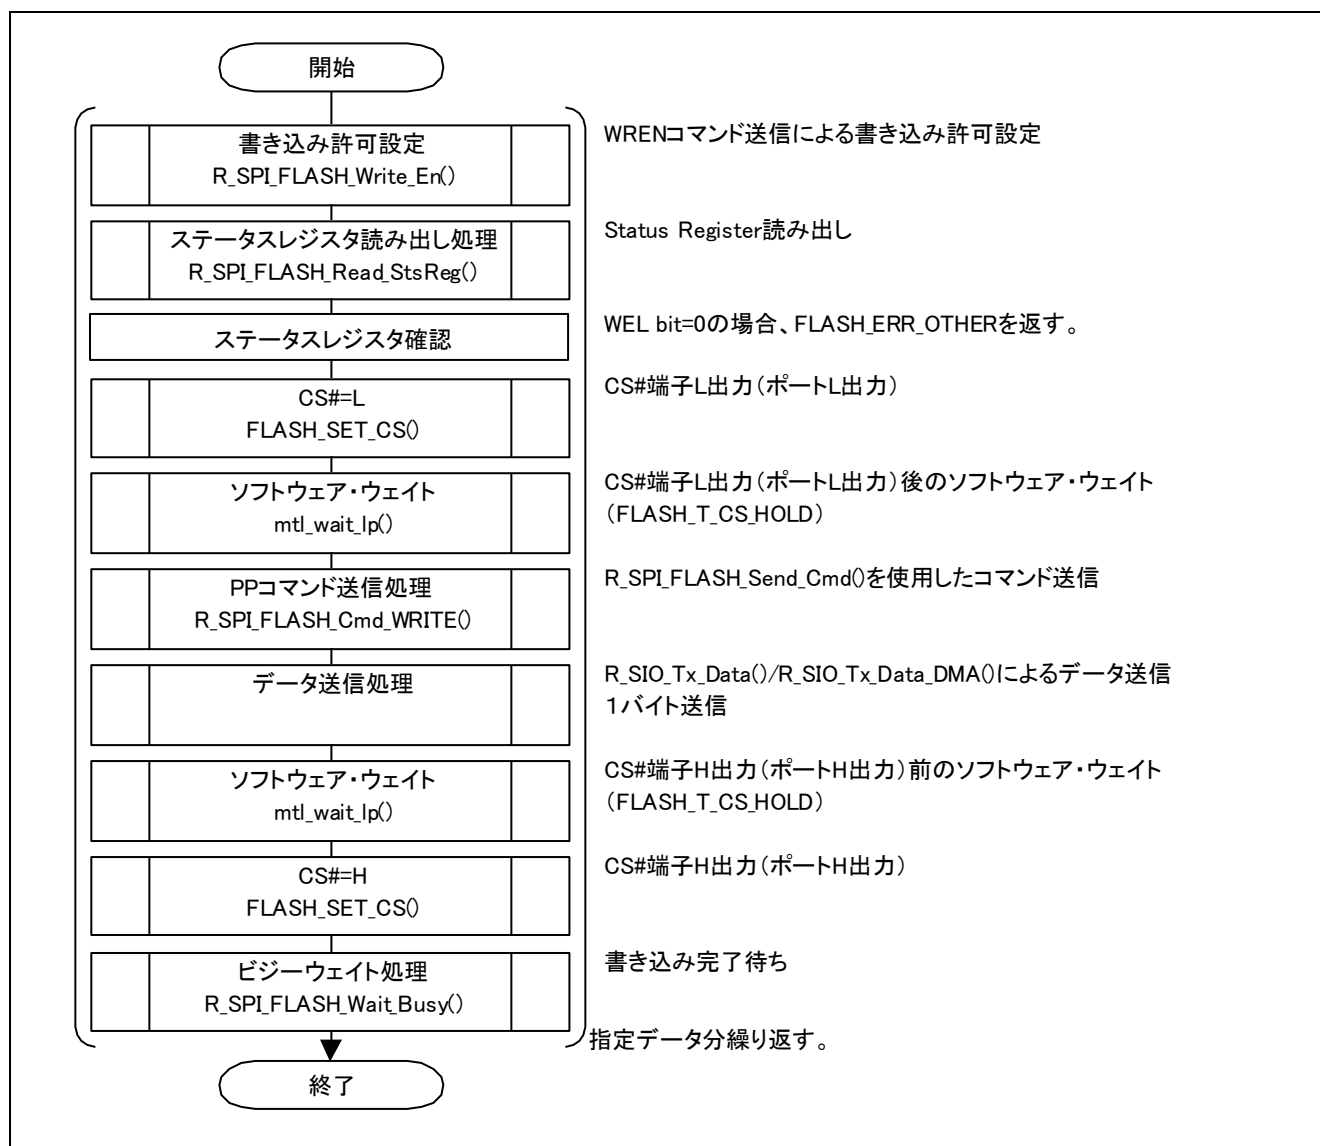 開始
書き込み許可設定
R_SPI_FLASH_Write_En()
WRENコマンド送信による書き込み許可設定
ステータスレジスタ読み出し処理
R_SPI_FLASH_Read_StsReg()
Status Register読み出し
ステータスレジスタ確認
WEL bit=0の場合、FLASH_ERR_OTHERを返す。
CS#=L
FLASH_SET_CS()
CS#端子L出力(ポートL出力)
ソフトウェア・ウェイト
mtl_wait_lp()
CS#端子L出力(ポートL出力)後のソフトウェア・ウェイト
(FLASH_T_CS_HOLD)
PPコマンド送信処理
R_SPI_FLASH_Cmd_WRITE()
R_SPI_FLASH_Send_Cmd()を使用したコマンド送信
データ送信処理
R_SIO_Tx_Data()/R_SIO_Tx_Data_DMA()によるデータ送信
1バイト送信
ソフトウェア・ウェイト
mtl_wait_lp()
CS#端子H出力(ポートH出力)前のソフトウェア・ウェイト
(FLASH_T_CS_HOLD)
CS#=H
FLASH_SET_CS()
CS#端子H出力(ポートH出力)
ビジーウェイト処理
R_SPI_FLASH_Wait_Busy()
書き込み完了待ち
指定データ分繰り返す。
終了